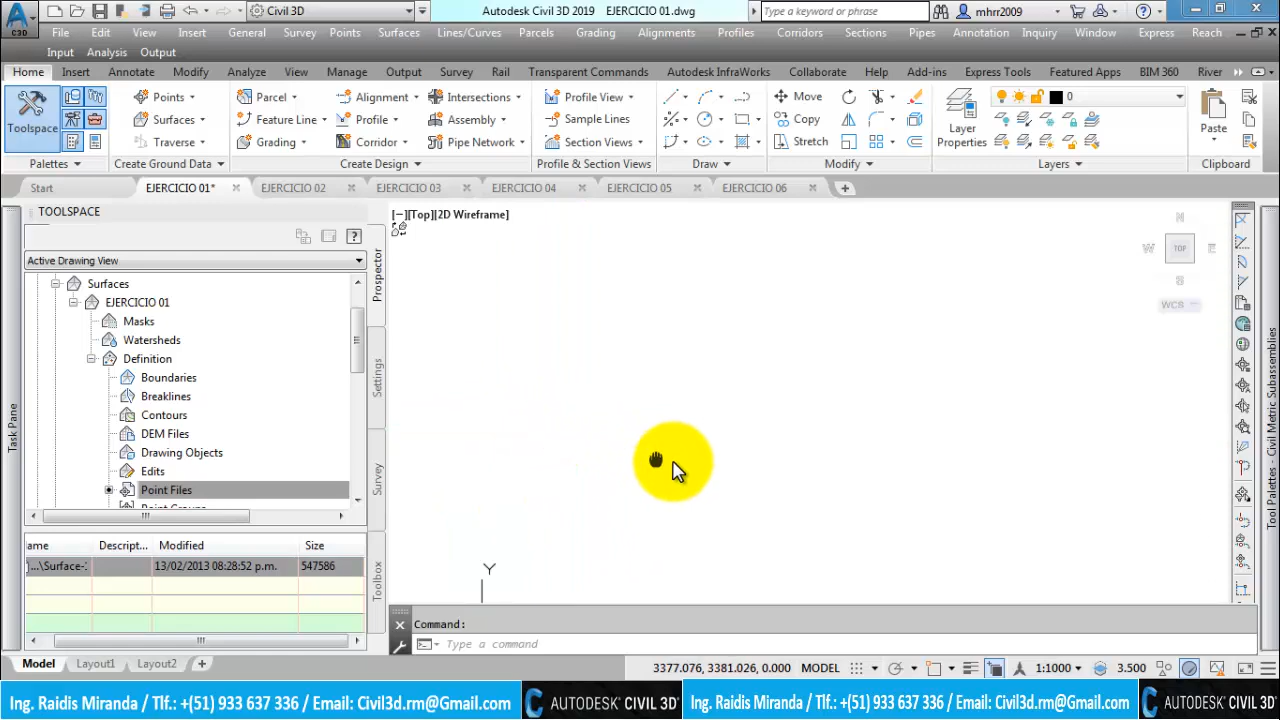 C3D
Civil 3D
Autodesk Civil 3D 2019 EJERCICIO 01.dwg
Type a keyword or phrase
mhrr2009
File Edit View Insert General Survey Points Surfaces Lines/Curves Parcels Grading Alignments Profiles Corridors Sections Pipes Annotation Inquiry Window Express Reach
Input Analysis Output
Home Insert Annotate Modify Analyze View Manage Output Survey Rail Transparent Commands Autodesk InfraWorks Collaborate Help Add-ins Express Tools Featured Apps BIM 360 River
Points Parcel Alignment Intersections Profile View Move 0
Toolspace Surfaces Feature Line Profile Assembly Sample Lines Copy Layer Properties Paste
Traverse Grading Corridor Pipe Network Section Views Stretch
Palettes Create Ground Data Create Design Profile & Section Views Draw Modify Layers Clipboard
Start EJERCICIO 01* EJERCICIO 02 EJERCICIO 03 EJERCICIO 04 EJERCICIO 05 EJERCICIO 06
TOOLSPACE
[−][Top][2D Wireframe]
N
W TOP E
S
WCS
Active Drawing View
Surfaces
EJERCICIO 01
Masks
Watersheds
Definition
Boundaries
Breaklines
Contours
DEM Files
Drawing Objects
Edits
Point Files
Point Groups
Prospector
Settings
Survey
Toolbox
Task Pane
Tool Palettes - Civil Metric Subassemblies
ame Descript... Modified Size
]...\Surface-: 13/02/2013 08:28:52 p.m. 547586
Y
Command:
Type a command
Model Layout1 Layout2
3377.076, 3381.026, 0.000 MODEL 1:1000 3.500
Ing. Raidis Miranda / Tlf.: +(51) 933 637 336 / Email: Civil3d.rm@Gmail.com AUTODESK® CIVIL 3D® Ing. Raidis Miranda / Tlf.: +(51) 933 637 336 / Email: Civil3d.rm@Gmail.com AUTODESK® CIVIL 3D®